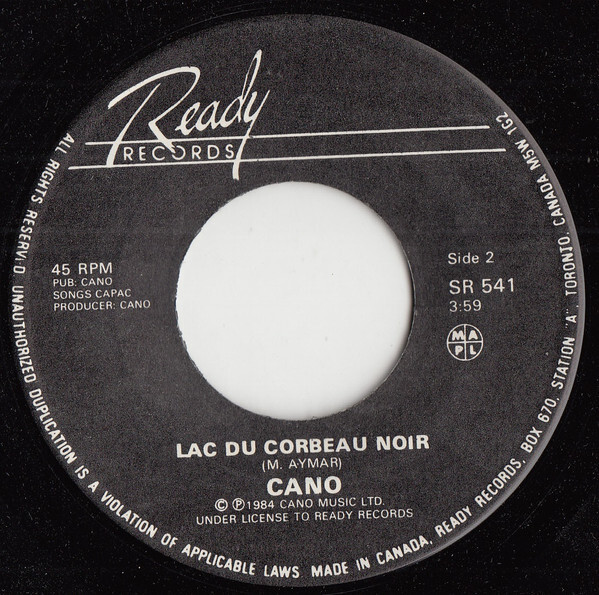 Ready
RECORDS
45 RPM
PUB: CANO
SONGS CAPAC
PRODUCER: CANO
Side 2
SR 541
3:59
M A
P L
LAC DU CORBEAU NOIR
(M. AYMAR)
CANO
© ℗ 1984 CANO MUSIC LTD.
UNDER LICENSE TO READY RECORDS
ALL RIGHTS RESERV.D UNAUTHORIZED DUPLICATION IS A VIOLATION OF APPLICABLE LAWS MADE IN CANADA, READY RECORDS, BOX 670, STATION "A", TORONTO, CANADA M5W 1G2